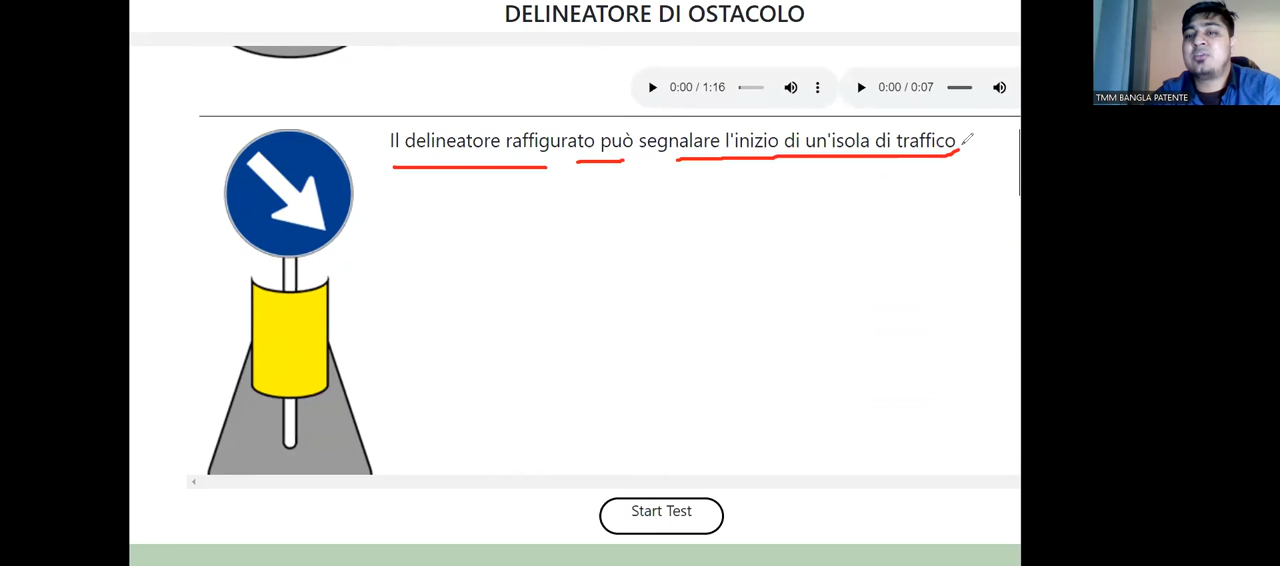 DELINEATORE DI OSTACOLO
0:00 / 1:16
0:00 / 0:07
TMM BANGLA PATENTE
Il delineatore raffigurato può segnalare l'inizio di un'isola di traffico
Start Test